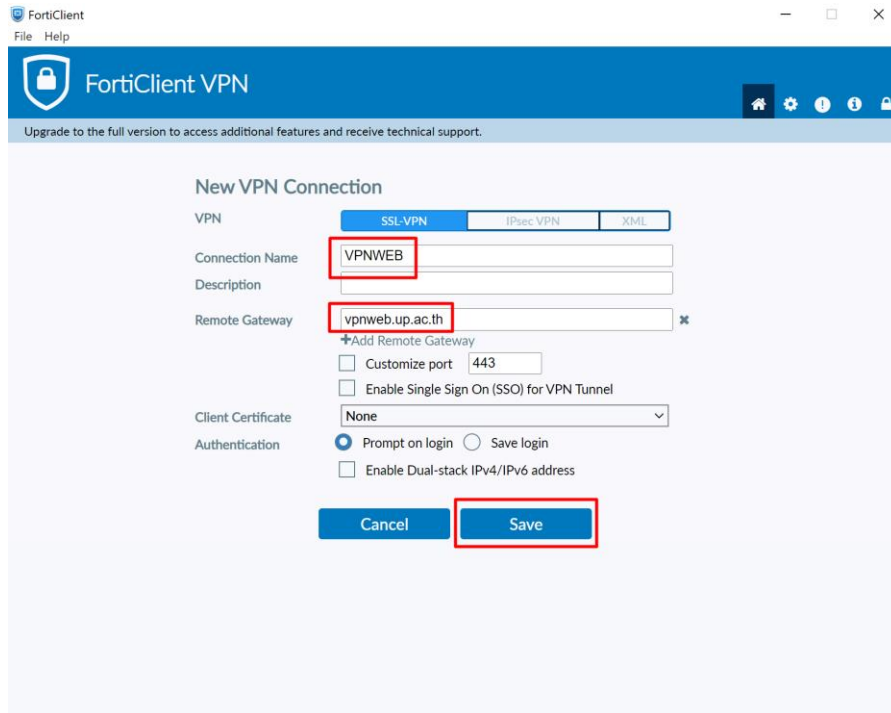 FortiClient
File Help
FortiClient VPN
Upgrade to the full version to access additional features and receive technical support.
New VPN Connection
VPN SSL-VPN IPsec VPN XML
Connection Name VPNWEB
Description
Remote Gateway vpnweb.up.ac.th
+Add Remote Gateway
Customize port 443
Enable Single Sign On (SSO) for VPN Tunnel
Client Certificate None
Authentication Prompt on login Save login
Enable Dual-stack IPv4/IPv6 address
Cancel Save